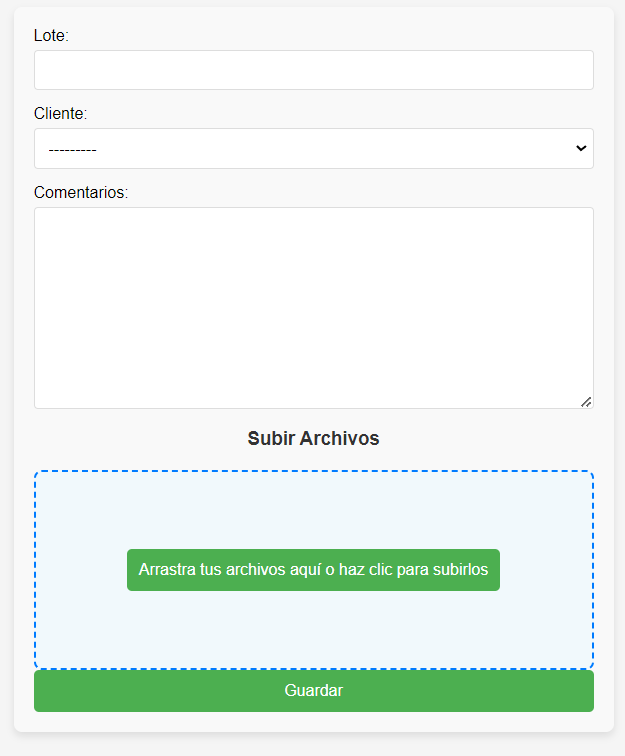 Lote:
Cliente:
---------
Comentarios:
Subir Archivos
Arrastra tus archivos aquí o haz clic para subirlos
Guardar